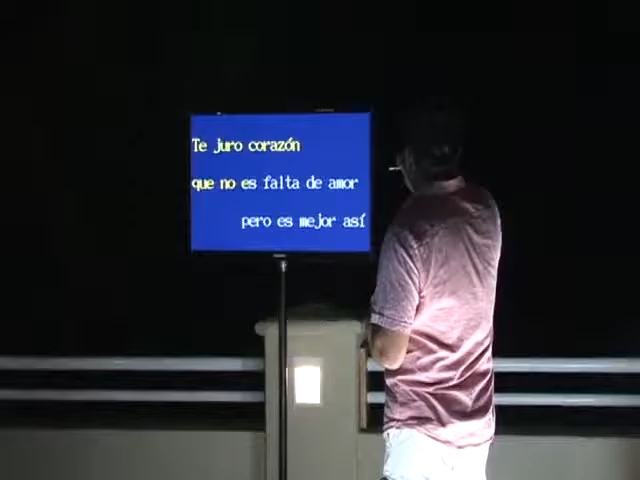 Te juro corazón
que no es falta de amor
pero es mejor así